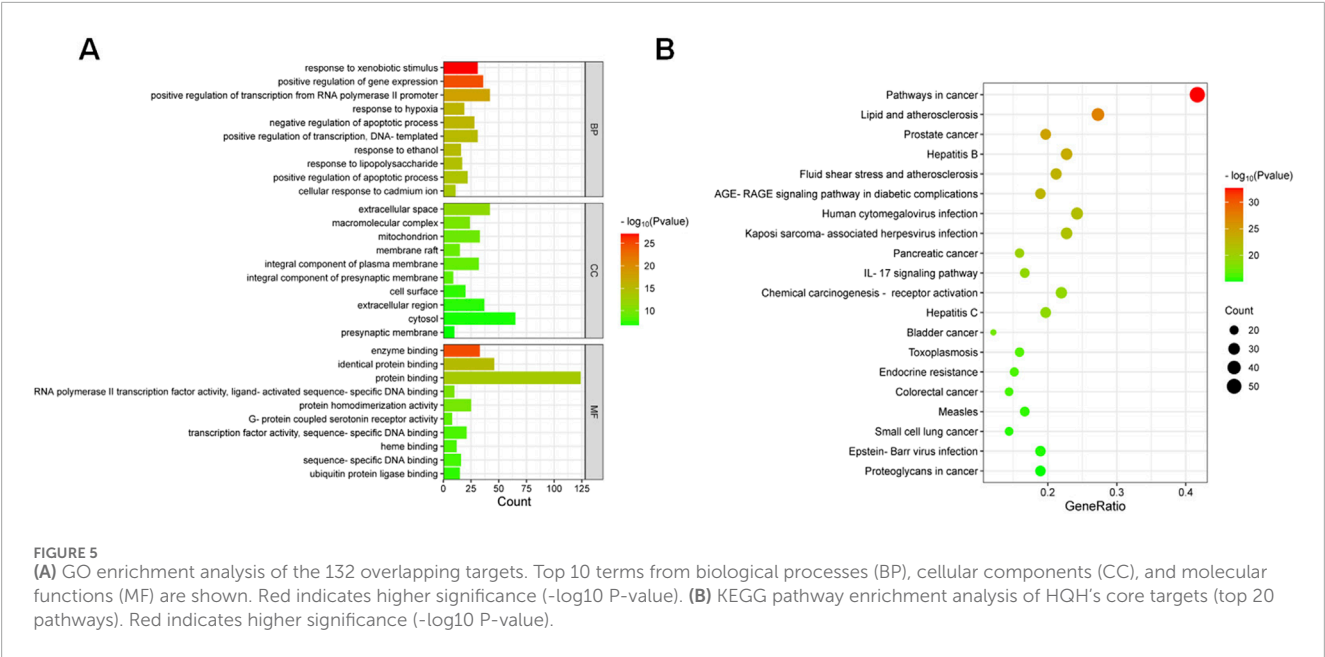 A
response to xenobiotic stimulus
positive regulation of gene expression
positive regulation of transcription from RNA polymerase II promoter
response to hypoxia
negative regulation of apoptotic process
positive regulation of transcription, DNA- templated
response to ethanol
response to lipopolysaccharide
positive regulation of apoptotic process
cellular response to cadmium ion
BP
extracellular space
macromolecular complex
mitochondrion
membrane raft
integral component of plasma membrane
integral component of presynaptic membrane
cell surface
extracellular region
cytosol
presynaptic membrane
CC
enzyme binding
identical protein binding
protein binding
RNA polymerase II transcription factor activity, ligand- activated sequence- specific DNA binding
protein homodimerization activity
G- protein coupled serotonin receptor activity
transcription factor activity, sequence- specific DNA binding
heme binding
sequence- specific DNA binding
ubiquitin protein ligase binding
MF
0 25 50 75 100 125
Count
- log10(Pvalue)
25
20
15
10
B
Pathways in cancer
Lipid and atherosclerosis
Prostate cancer
Hepatitis B
Fluid shear stress and atherosclerosis
AGE- RAGE signaling pathway in diabetic complications
Human cytomegalovirus infection
Kaposi sarcoma- associated herpesvirus infection
Pancreatic cancer
IL- 17 signaling pathway
Chemical carcinogenesis - receptor activation
Hepatitis C
Bladder cancer
Toxoplasmosis
Endocrine resistance
Colorectal cancer
Measles
Small cell lung cancer
Epstein- Barr virus infection
Proteoglycans in cancer
0.2 0.3 0.4
GeneRatio
- log10(Pvalue)
30
25
20
Count
20
30
40
50
FIGURE 5
(A) GO enrichment analysis of the 132 overlapping targets. Top 10 terms from biological processes (BP), cellular components (CC), and molecular
functions (MF) are shown. Red indicates higher significance (-log10 P-value). (B) KEGG pathway enrichment analysis of HQH's core targets (top 20
pathways). Red indicates higher significance (-log10 P-value).